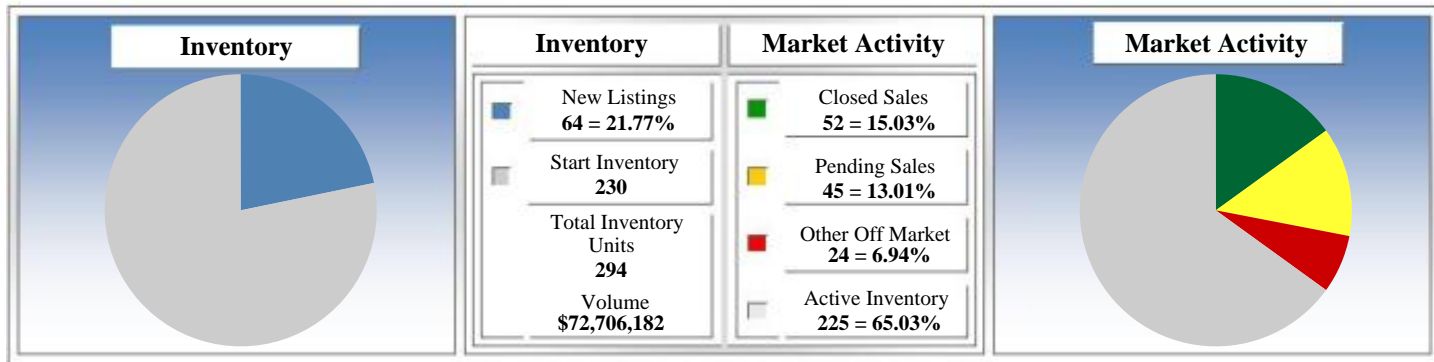 Inventory
Inventory
Market Activity
Market Activity
New Listings
64 = 21.77%
Start Inventory
230
Total Inventory
Units
294
Volume
$72,706,182
Closed Sales
52 = 15.03%
Pending Sales
45 = 13.01%
Other Off Market
24 = 6.94%
Active Inventory
225 = 65.03%